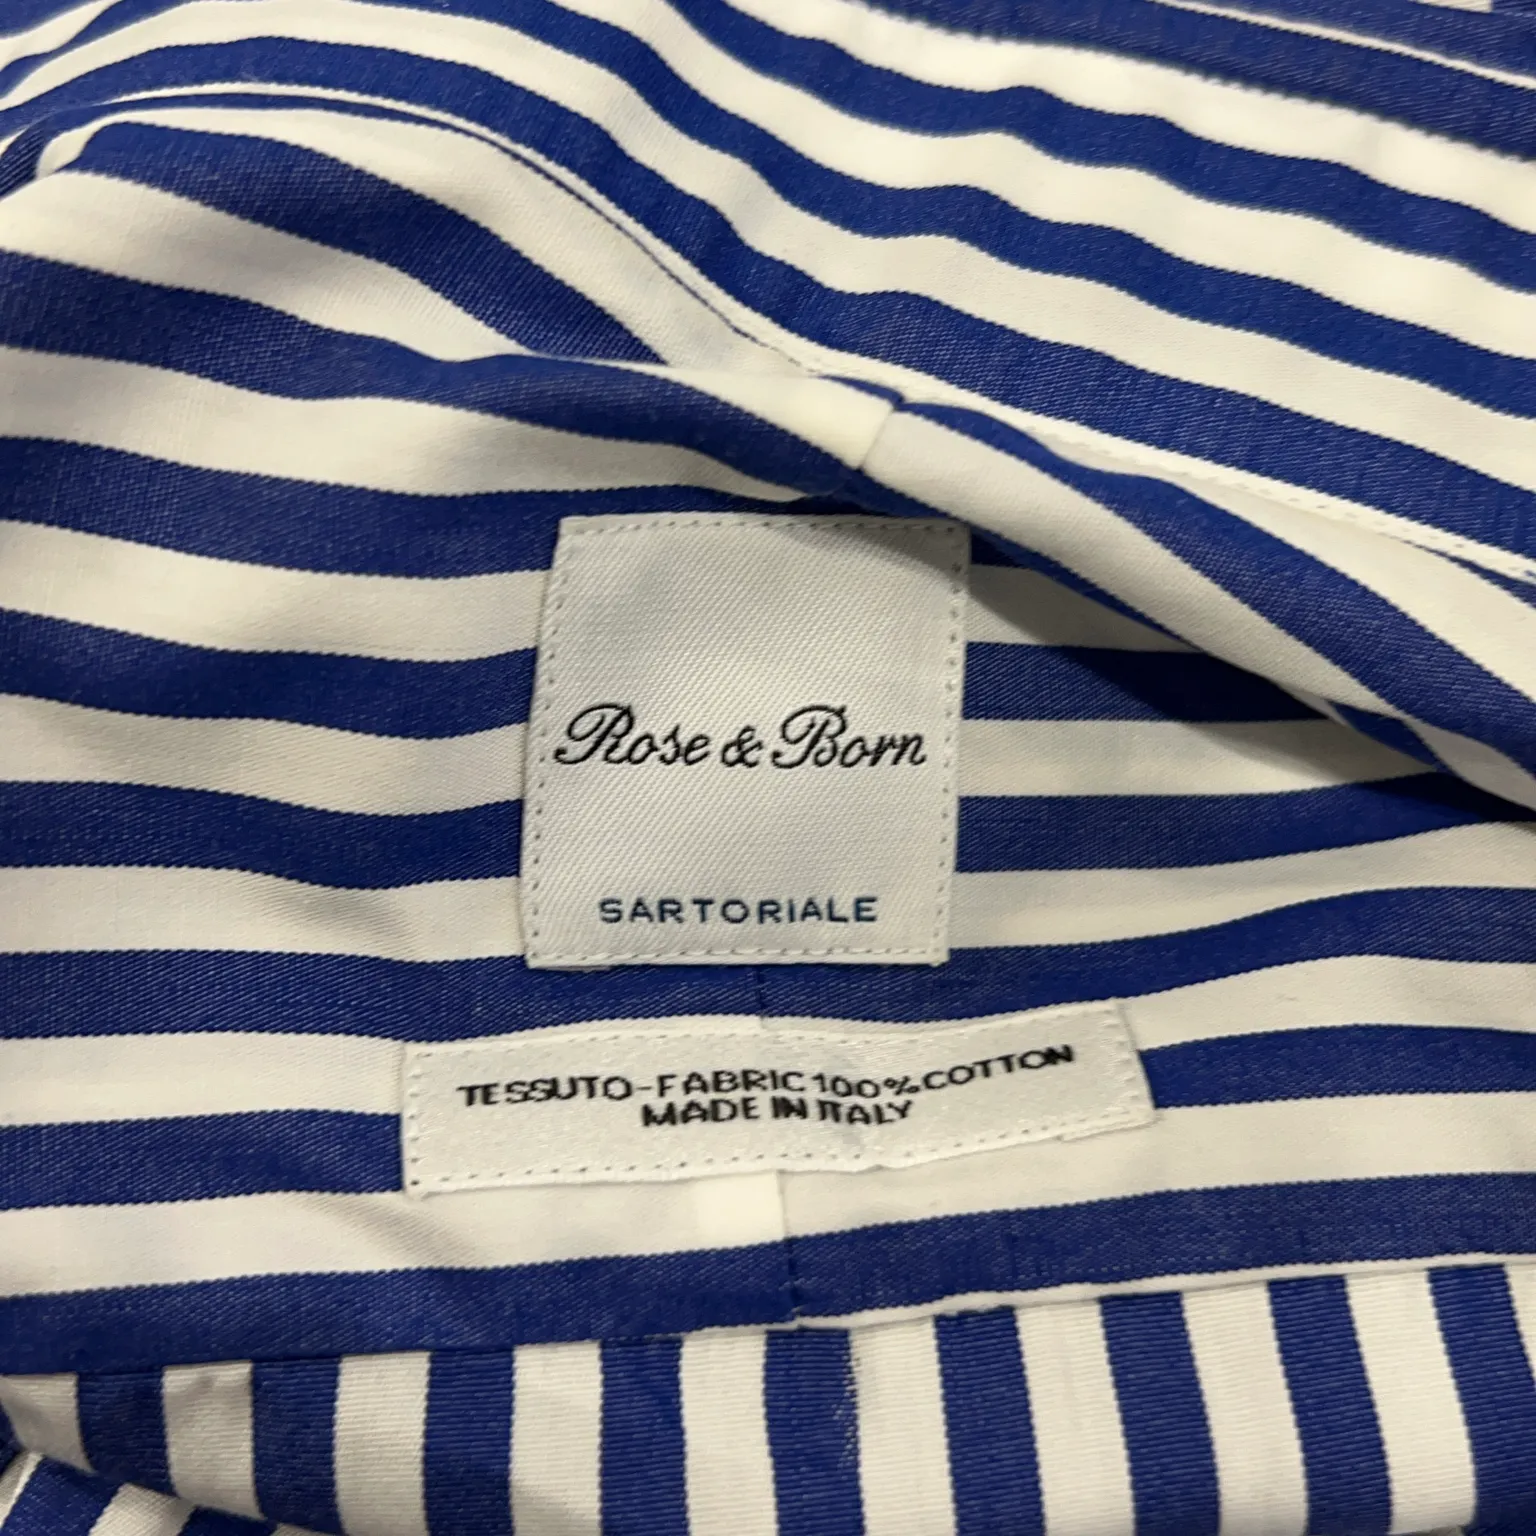 Rose & Born
SARTORIALE
TESSUTO-FABRIC 100% COTTON
MADE IN ITALY